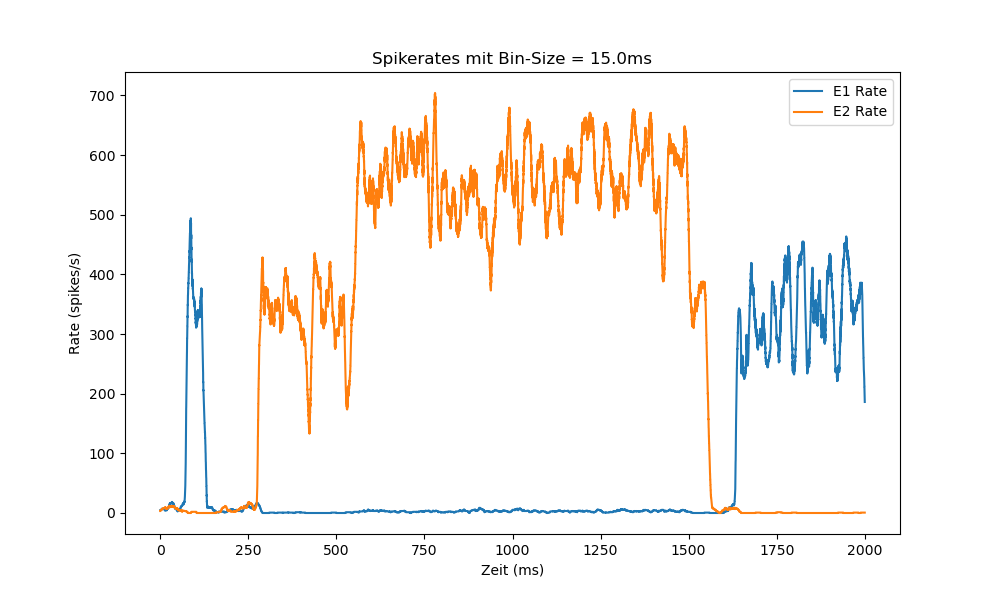 Spikerates mit Bin-Size = 15.0ms
E1 Rate
E2 Rate
700
600
500
400
300
200
100
0
Rate (spikes/s)
0 250 500 750 1000 1250 1500 1750 2000
Zeit (ms)